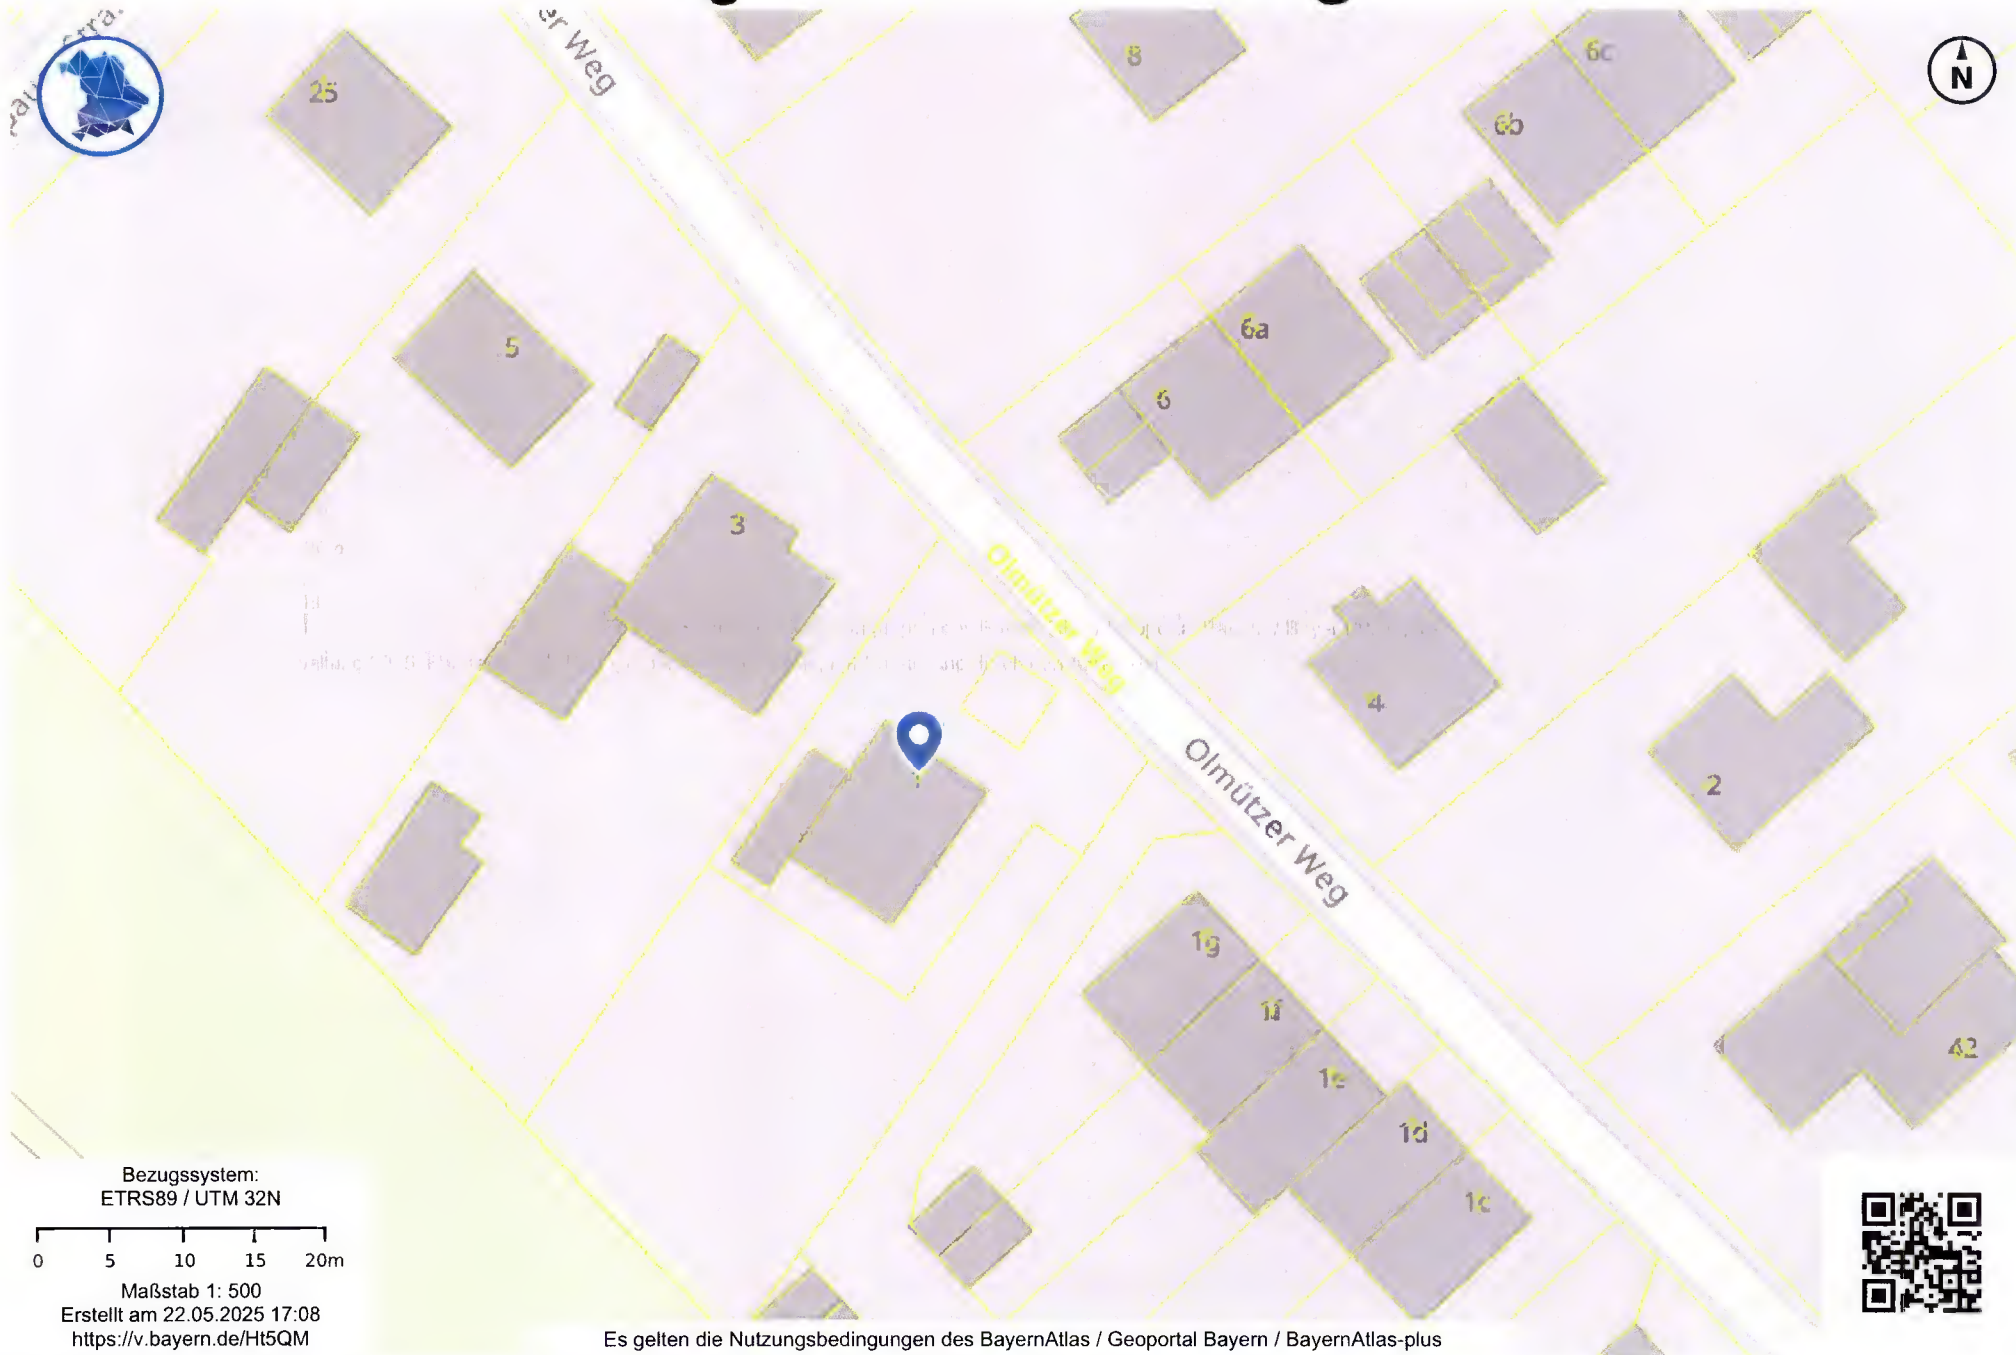 er Weg
25
8
6c
N
6b
5
6a
6
3
Olmützer Weg
4
Olmützer Weg
2
1g
1f
1e
42
1d
1c
Bezugssystem:
ETRS89 / UTM 32N
0 5 10 15 20m
Maßstab 1: 500
Erstellt am 22.05.2025 17:08
https://v.bayern.de/Ht5QM
Es gelten die Nutzungsbedingungen des BayernAtlas / Geoportal Bayern / BayernAtlas-plus